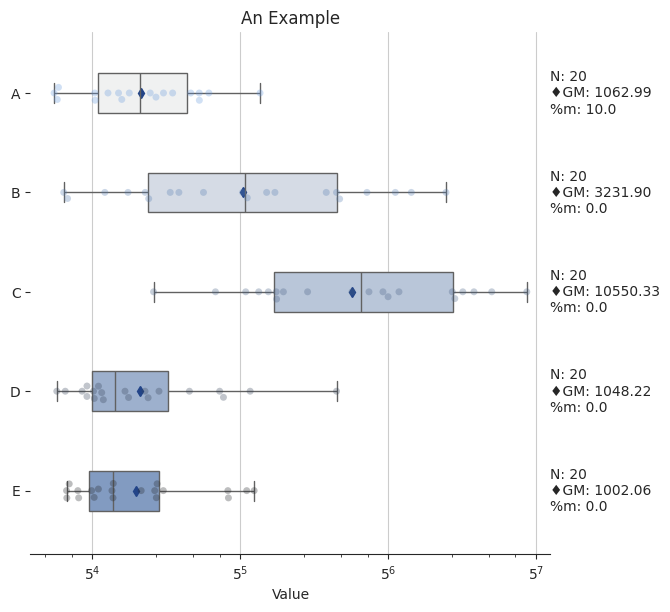 An Example
A
N: 20
♦GM: 1062.99
%m: 10.0
B
N: 20
♦GM: 3231.90
%m: 0.0
C
N: 20
♦GM: 10550.33
%m: 0.0
D
N: 20
♦GM: 1048.22
%m: 0.0
E
N: 20
♦GM: 1002.06
%m: 0.0
5⁴ 5⁵ 5⁶ 5⁷
Value